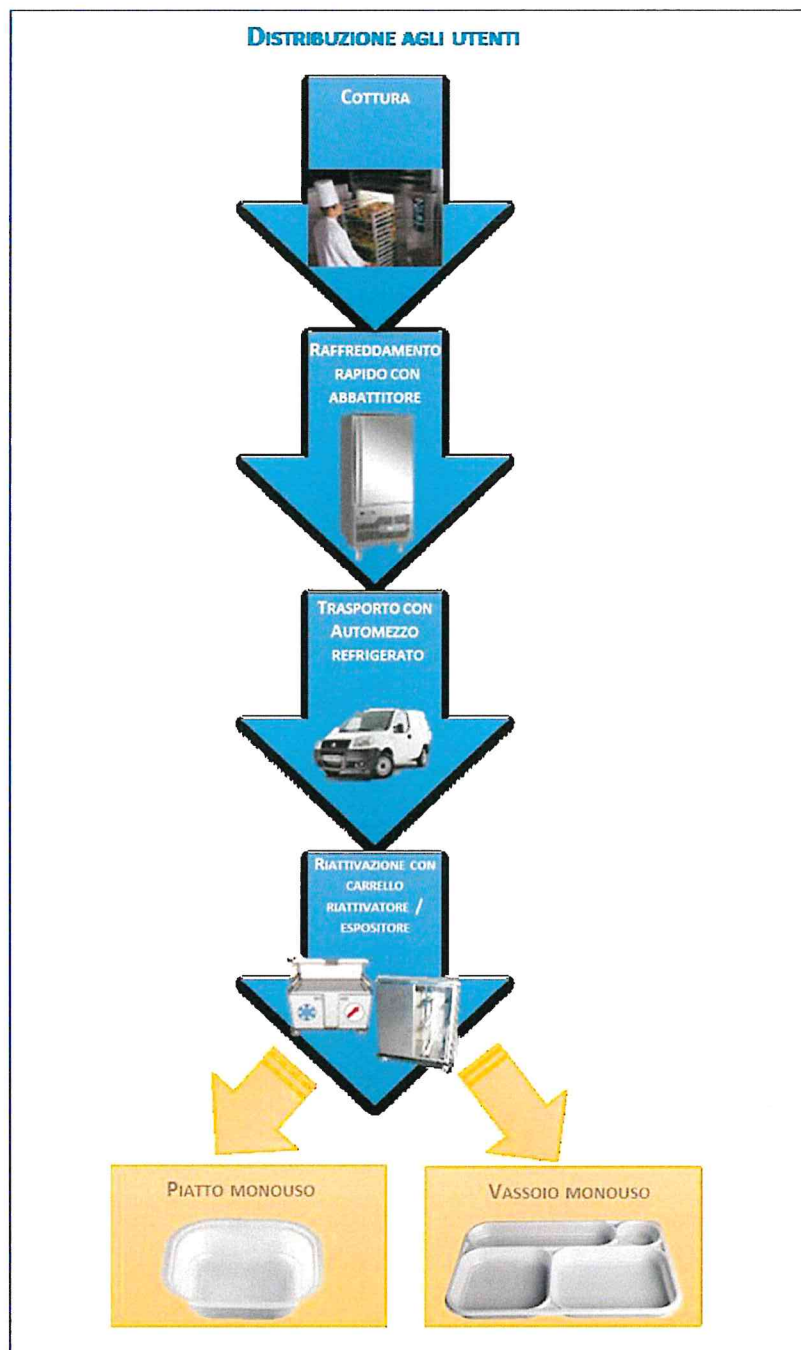 DISTRIBUZIONE AGLI UTENTI
COTTURA
RAFFREDDAMENTO
RAPIDO CON
ABBATTITORE
TRASPORTO CON
AUTOMEZZO
REFRIGERATO
RIATTIVAZIONE CON
CARRELLO
RIATTIVATORE /
ESPOSITORE
PIATTO MONOUSO
VASSOIO MONOUSO